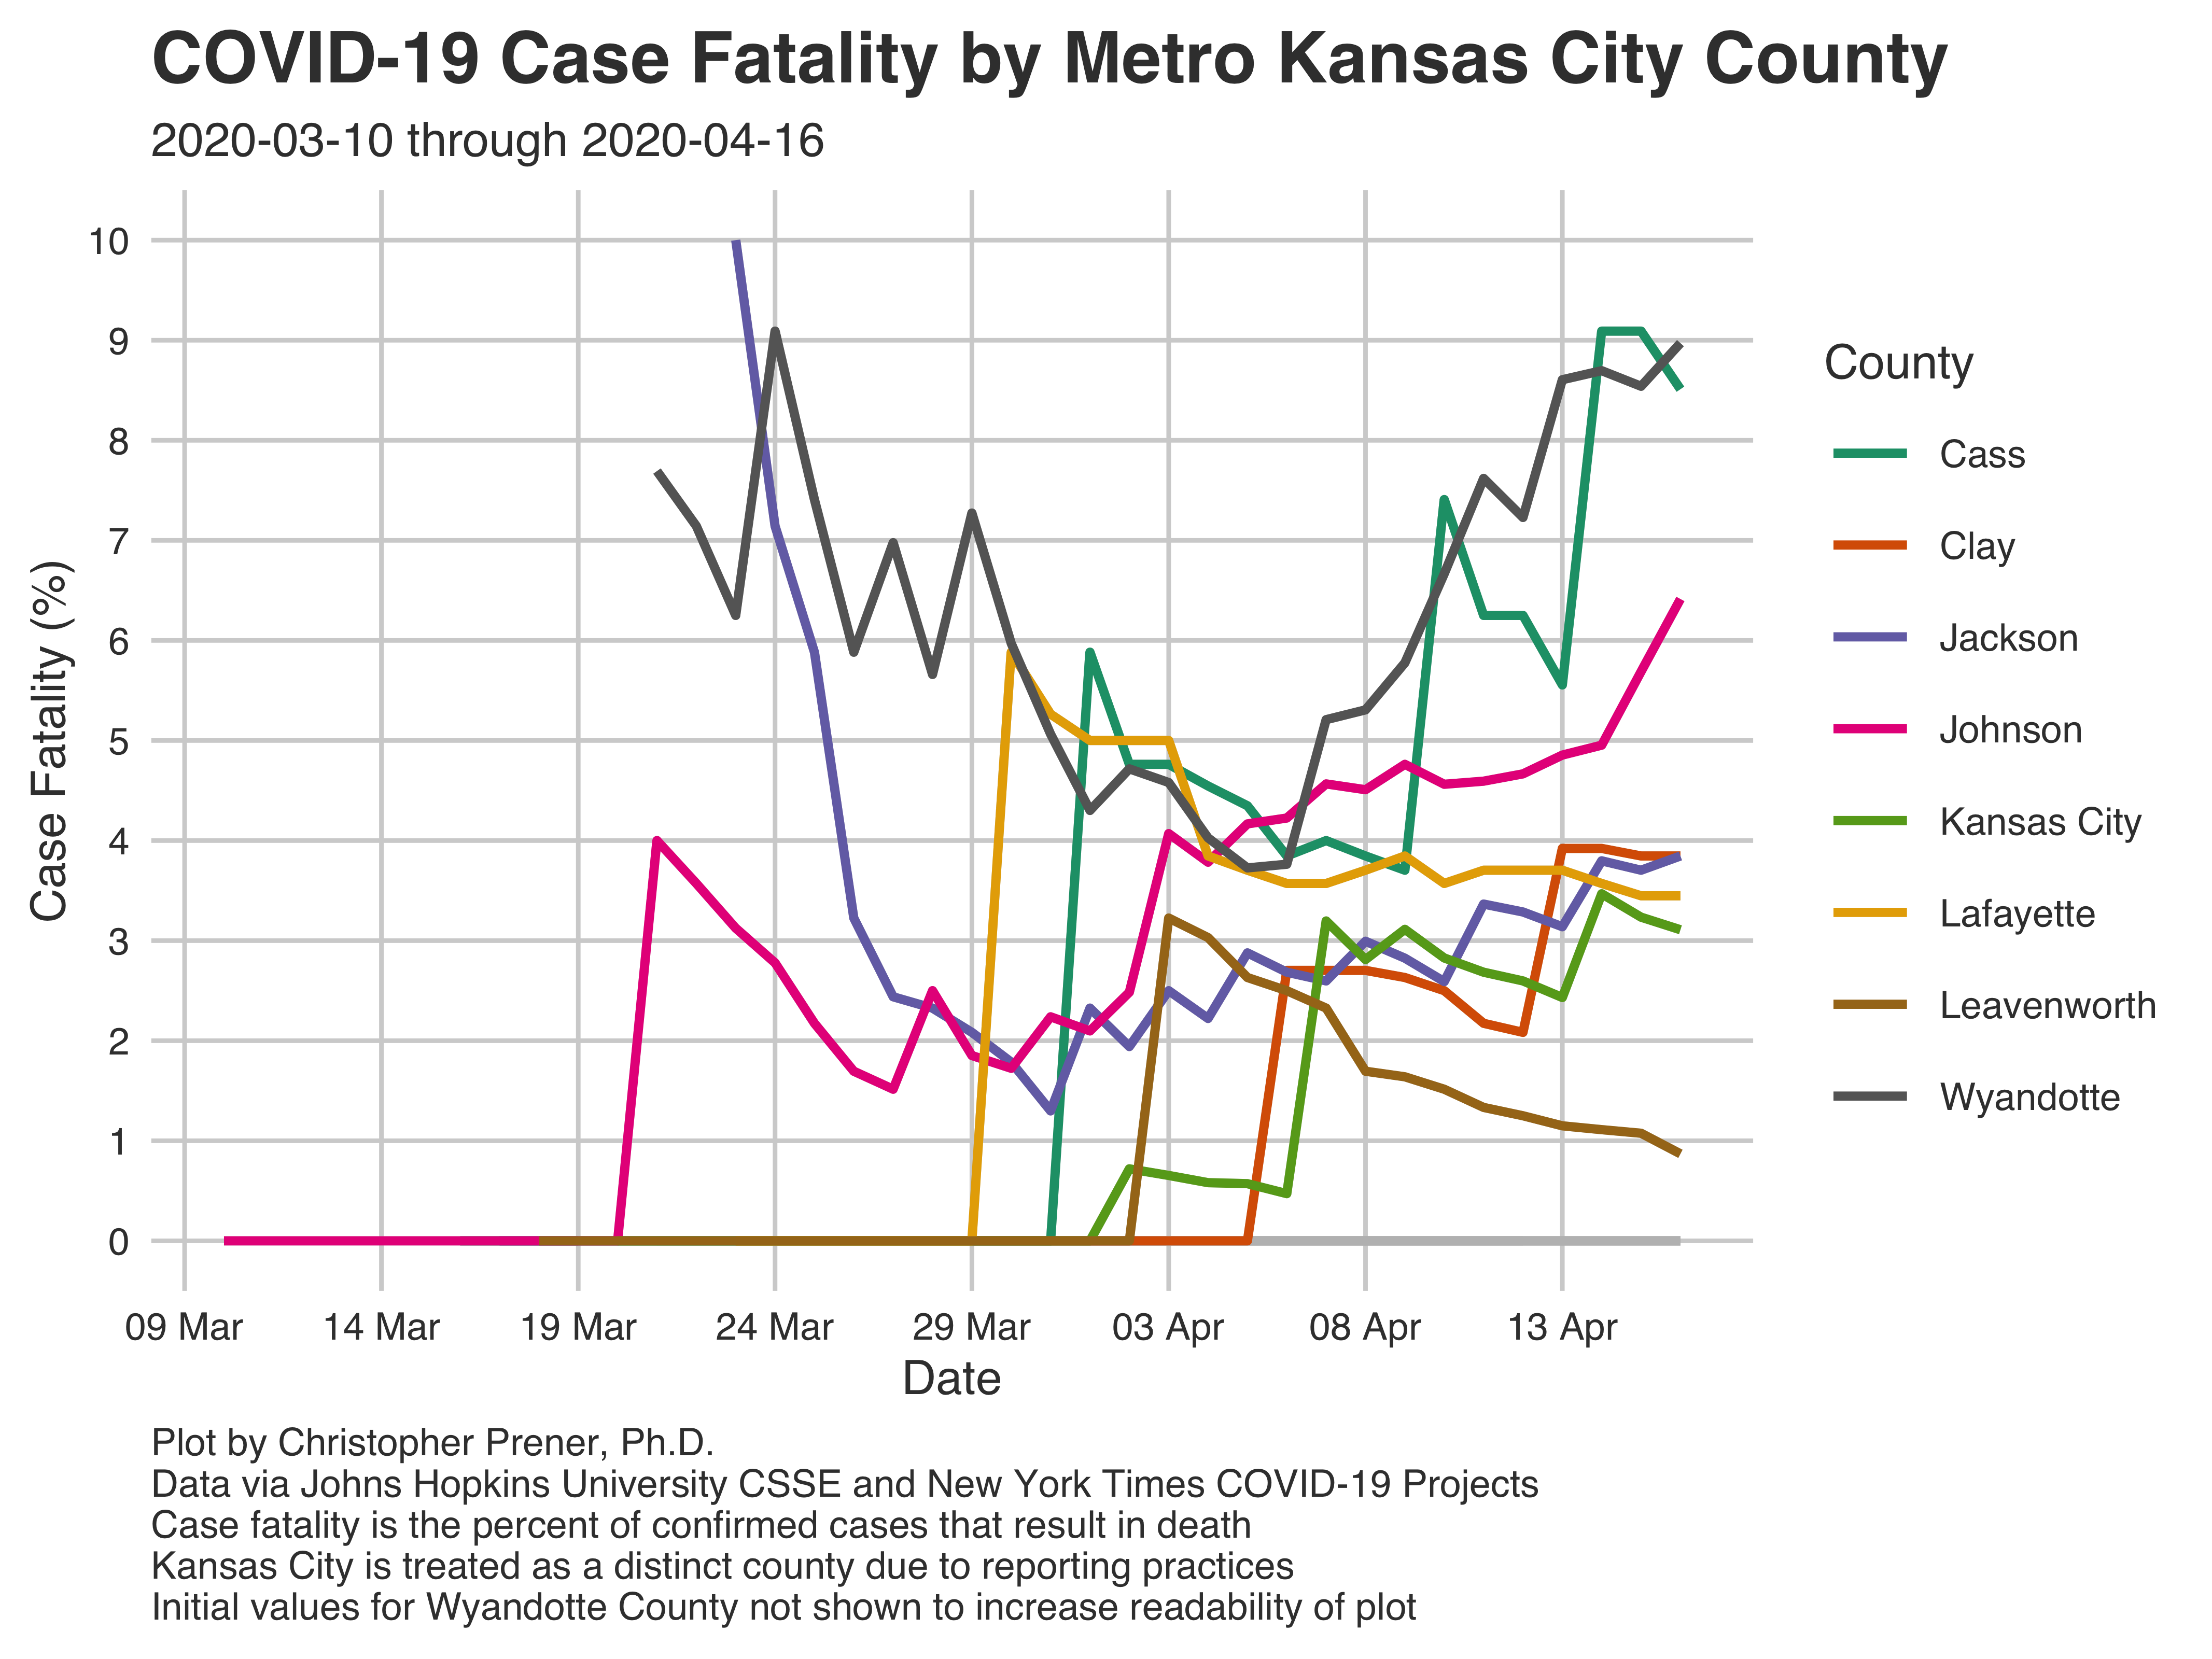 COVID-19 Case Fatality by Metro Kansas City County
2020-03-10 through 2020-04-16
10
9
8
7
6
5
4
3
2
1
0
Case Fatality (%)
09 Mar
14 Mar
19 Mar
24 Mar
29 Mar
03 Apr
08 Apr
13 Apr
Date
County
Cass
Clay
Jackson
Johnson
Kansas City
Lafayette
Leavenworth
Wyandotte
Plot by Christopher Prener, Ph.D.
Data via Johns Hopkins University CSSE and New York Times COVID-19 Projects
Case fatality is the percent of confirmed cases that result in death
Kansas City is treated as a distinct county due to reporting practices
Initial values for Wyandotte County not shown to increase readability of plot